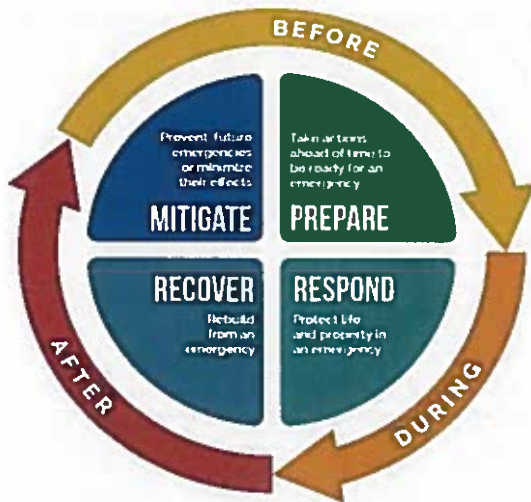 BEFORE
Prevent future
emergencies
or minimize
their effects
MITIGATE
Take actions
ahead of time to
be ready for an
emergency
PREPARE
RECOVER
Rebuild
from an
emergency
RESPOND
Protect life
and property in
an emergency
DURING
AFTER